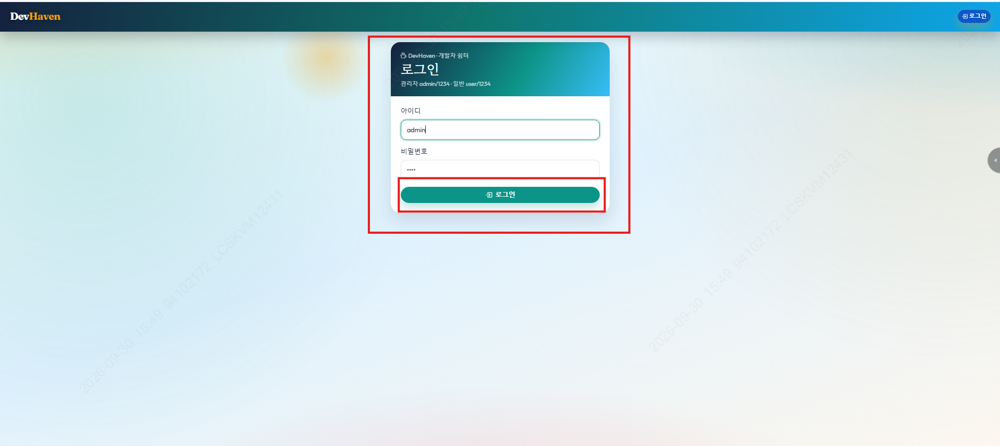 DevHaven
로그인
DevHaven · 개발자 쉼터
로그인
관리자 admin/1234 · 일반 user/1234
아이디
admin
비밀번호
••••
로그인
2026-09-30 15:49 94102172 LCSKVM12431
2026-09-30 15:49 94102172 LCSKVM12431